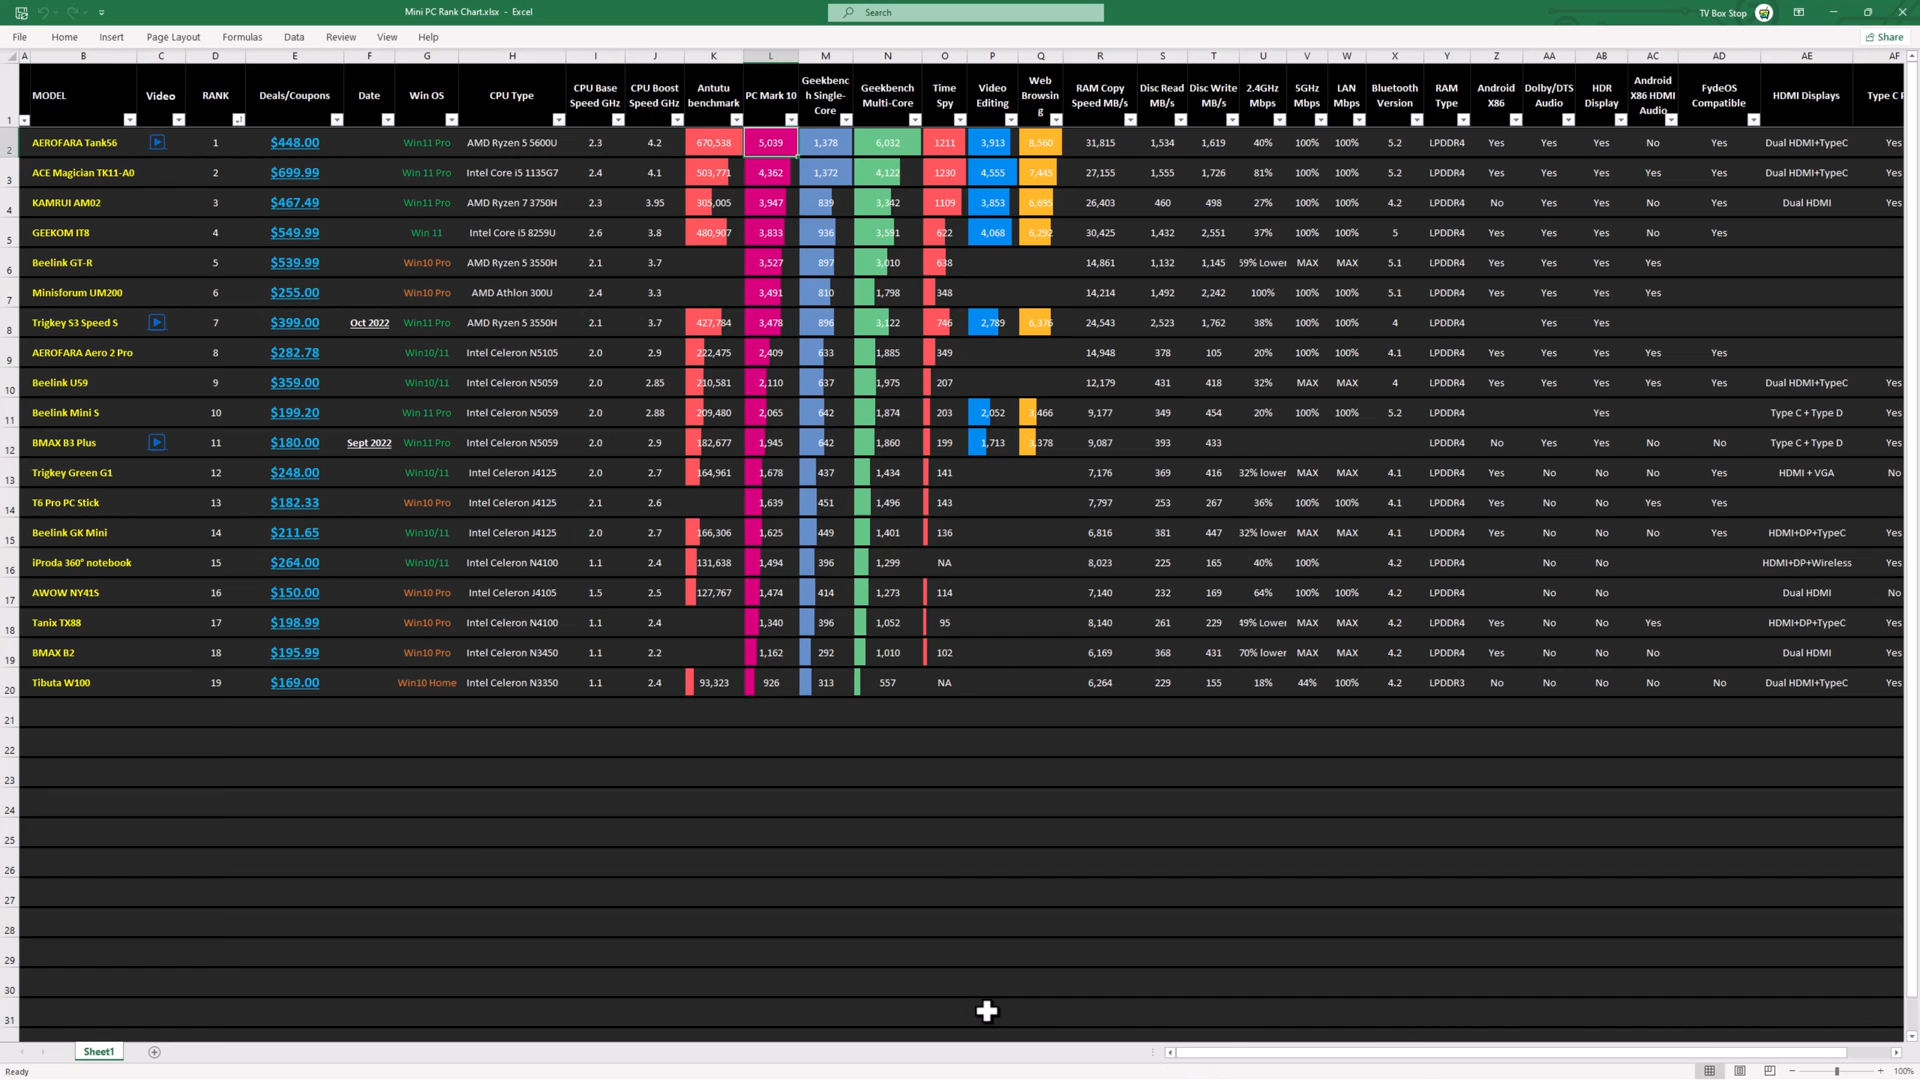 Mini PC Rank Chart.xlsx - Excel
Search
TV Box Stop
File Home Insert Page Layout Formulas Data Review View Help
Share
A B C D E F G H I J K L M N O P Q R S T U V W X Y Z AA AB AC AD AE AF
1 MODEL Video RANK Deals/Coupons Date Win OS CPU Type CPU Base Speed GHz CPU Boost Speed GHz Antutu benchmark PC Mark 10 Geekbench Single-Core Geekbench Multi-Core Time Spy Video Editing Web Browsing RAM Copy Speed MB/s Disc Read MB/s Disc Write MB/s 2.4GHz Mbps 5GHz Mbps LAN Mbps Bluetooth Version RAM Type Android X86 Dolby/DTS Audio HDR Display Android X86 HDMI Audio FydeOS Compatible HDMI Displays Type C P
2 AEROFARA Tank56 1 $448.00 Win11 Pro AMD Ryzen 5 5600U 2.3 4.2 670,538 5,039 1,378 6,032 1211 3,913 8,560 31,815 1,534 1,619 40% 100% 100% 5.2 LPDDR4 Yes Yes Yes No Yes Dual HDMI+TypeC Yes
3 ACE Magician TK11-A0 2 $699.99 Win 11 Pro Intel Core i5 1135G7 2.4 4.1 503,771 4,362 1,372 4,122 1230 4,555 7,445 27,155 1,555 1,726 81% 100% 100% 5.2 LPDDR4 Yes Yes Yes No Yes Dual HDMI+TypeC Yes
4 KAMRUI AM02 3 $467.49 Win11 Pro AMD Ryzen 7 3750H 2.3 3.95 305,005 3,947 839 3,342 1109 3,853 6,695 26,403 460 498 27% 100% 100% 4.2 LPDDR4 No Yes Yes No Yes Dual HDMI Yes
5 GEEKOM IT8 4 $549.99 Win 11 Intel Core i5 8259U 2.6 3.8 480,907 3,833 936 3,591 622 4,068 6,292 30,425 1,432 2,551 37% 100% 100% 5 LPDDR4 Yes Yes Yes No Yes Yes
6 Beelink GT-R 5 $539.99 Win10 Pro AMD Ryzen 5 3550H 2.1 3.7 3,527 897 3,010 638 14,861 1,132 1,145 59% Lower MAX MAX 5.1 LPDDR4 Yes Yes Yes Yes
7 Minisforum UM200 6 $255.00 Win10 Pro AMD Athlon 300U 2.4 3.3 3,491 810 1,798 348 14,214 1,492 2,242 100% 100% 100% 5.1 LPDDR4 Yes Yes Yes Yes
8 Trigkey S3 Speed S 7 $399.00 Oct 2022 Win11 Pro AMD Ryzen 5 3550H 2.1 3.7 427,784 3,478 896 3,122 746 2,789 6,376 24,543 2,523 1,762 38% 100% 100% 4 LPDDR4 Yes Yes
9 AEROFARA Aero 2 Pro 8 $282.78 Win10/11 Intel Celeron N5105 2.0 2.9 222,475 2,409 633 1,885 349 14,948 378 105 20% 100% 100% 4.1 LPDDR4 Yes Yes Yes Yes Yes
10 Beelink U59 9 $359.00 Win10/11 Intel Celeron N5059 2.0 2.85 210,581 2,110 637 1,975 207 12,179 431 418 32% MAX MAX 4 LPDDR4 Yes Yes Yes Yes Yes Dual HDMI+TypeC Yes
11 Beelink Mini S 10 $199.20 Win 11 Pro Intel Celeron N5059 2.0 2.88 209,480 2,065 642 1,874 203 2,052 3,466 9,177 349 454 20% 100% 100% 5.2 LPDDR4 Yes Type C + Type D Yes
12 BMAX B3 Plus 11 $180.00 Sept 2022 Win11 Pro Intel Celeron N5059 2.0 2.9 182,677 1,945 642 1,860 199 1,713 3,378 9,087 393 433 LPDDR4 No Yes Yes No No Type C + Type D Yes
13 Trigkey Green G1 12 $248.00 Win10/11 Intel Celeron J4125 2.0 2.7 164,961 1,678 437 1,434 141 7,176 369 416 32% lower MAX MAX 4.1 LPDDR4 Yes No No No Yes HDMI + VGA No
14 T6 Pro PC Stick 13 $182.33 Win10 Pro Intel Celeron J4125 2.1 2.6 1,639 451 1,496 143 7,797 253 267 36% 100% 100% 4.1 LPDDR4 Yes No No Yes Yes
15 Beelink GK Mini 14 $211.65 Win10/11 Intel Celeron J4125 2.0 2.7 166,306 1,625 449 1,401 136 6,816 381 447 32% lower MAX MAX 4.1 LPDDR4 Yes No No No Yes HDMI+DP+TypeC Yes
16 iProda 360° notebook 15 $264.00 Win10/11 Intel Celeron N4100 1.1 2.4 131,638 1,494 396 1,299 NA 8,023 225 165 40% 100% 4.2 LPDDR4 No No HDMI+DP+Wireless Yes
17 AWOW NY41S 16 $150.00 Win10 Pro Intel Celeron J4105 1.5 2.5 127,767 1,474 414 1,273 114 7,140 232 169 64% 100% 100% 4.2 LPDDR4 No No Dual HDMI Yes
18 Tanix TX88 17 $198.99 Win10 Pro Intel Celeron N4100 1.1 2.4 1,340 396 1,052 95 8,140 261 229 49% Lower MAX MAX 4.2 LPDDR4 Yes No No Yes HDMI+DP+TypeC Yes
19 BMAX B2 18 $195.99 Win10 Pro Intel Celeron N3450 1.1 2.2 1,162 292 1,010 102 6,169 368 431 70% lower MAX MAX 4.2 LPDDR4 Yes No No No Dual HDMI Yes
20 Tibuta W100 19 $169.00 Win10 Home Intel Celeron N3350 1.1 2.4 93,323 926 313 557 NA 6,264 229 155 18% 44% 100% 4.2 LPDDR3 No No No No No Dual HDMI+TypeC Yes
21
22
23
24
25
26
27
28
29
30
31
Sheet1
Ready
100%